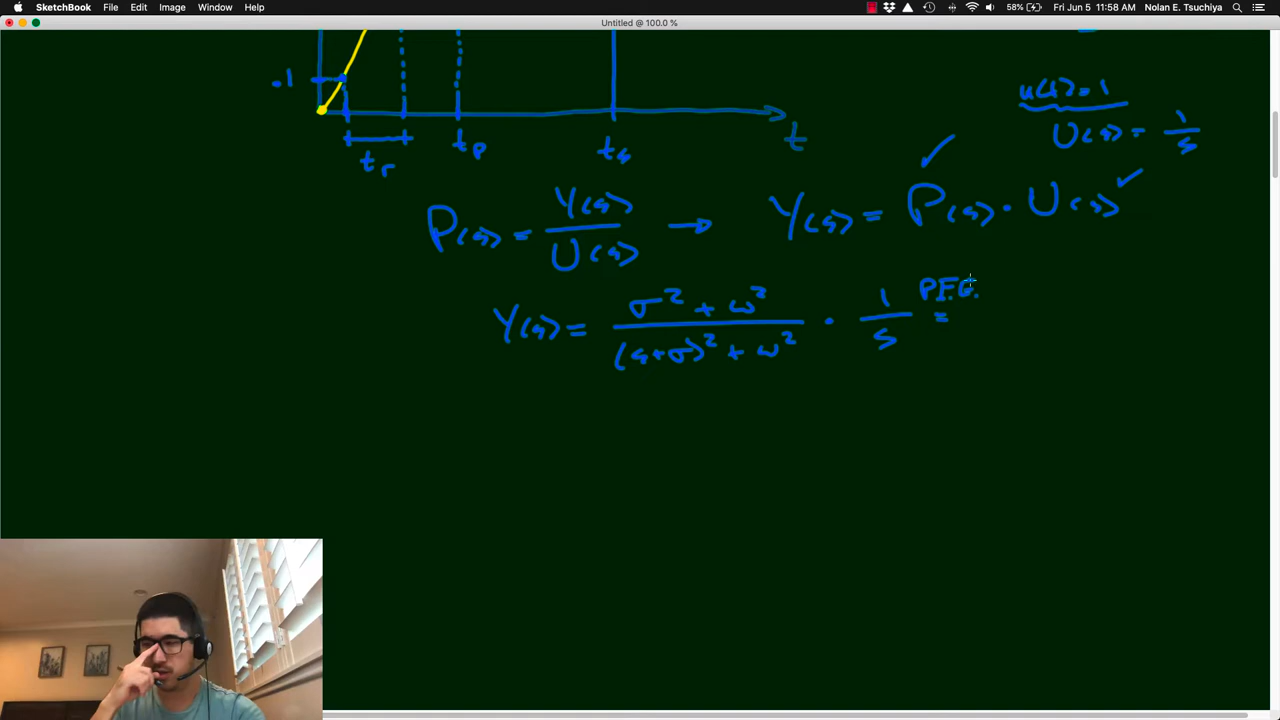 SketchBook File Edit Image Window Help 58% Fri Jun 5 11:58 AM Nolan E. Tsuchiya
Untitled @ 100.0 %
.1
t
tr tp ts
u(t)=1
U(s) = 1/s
P(s) = Y(s)/U(s) → Y(s) = P(s) · U(s)
Y(s) = (σ² + ω²)/((s+σ)² + ω²) · 1/s P.F.E. =